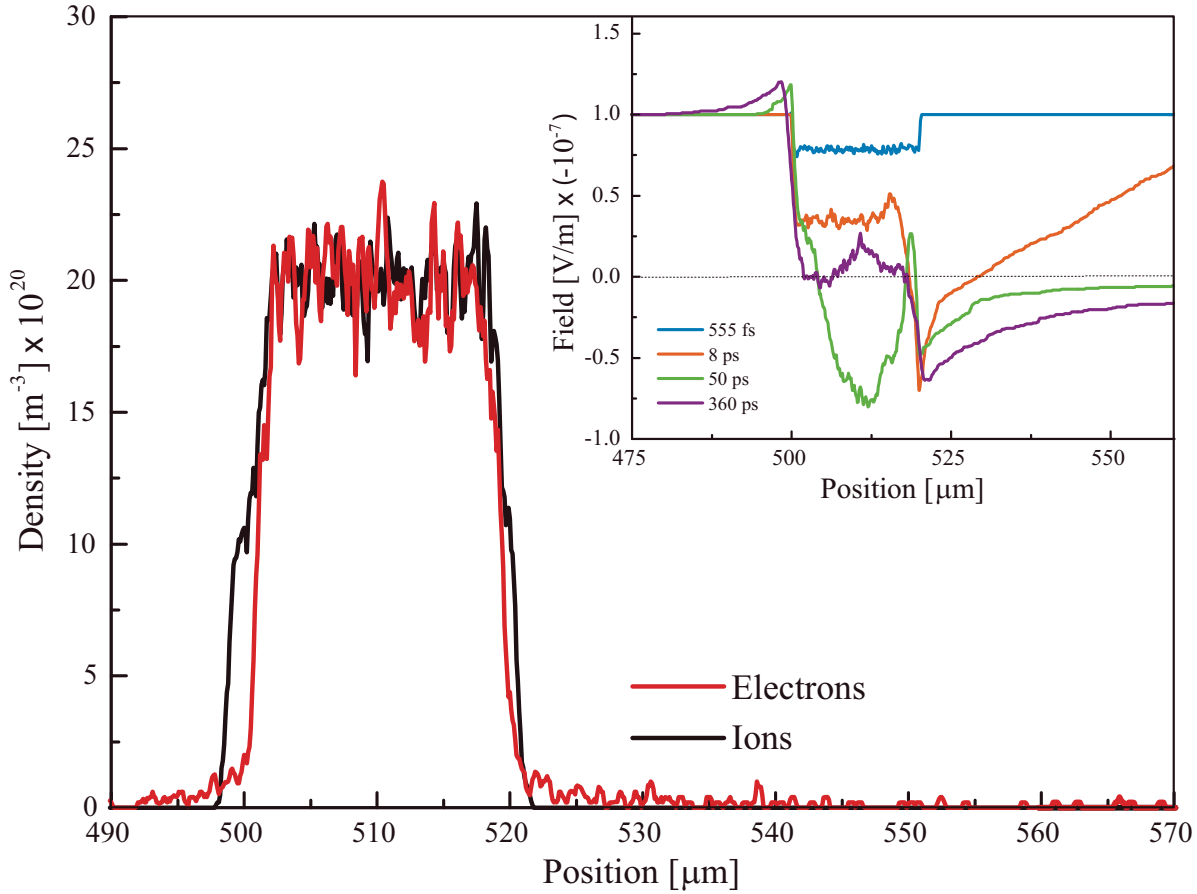 30
25
20
15
10
5
0
Density [m⁻³] x 10²⁰
490
500
510
520
530
540
550
560
570
Position [μm]
Electrons
Ions
1.5
1.0
0.5
0.0
-0.5
-1.0
Field [V/m] x (-10⁻⁷)
555 fs
8 ps
50 ps
360 ps
475
500
525
550
Position [μm]